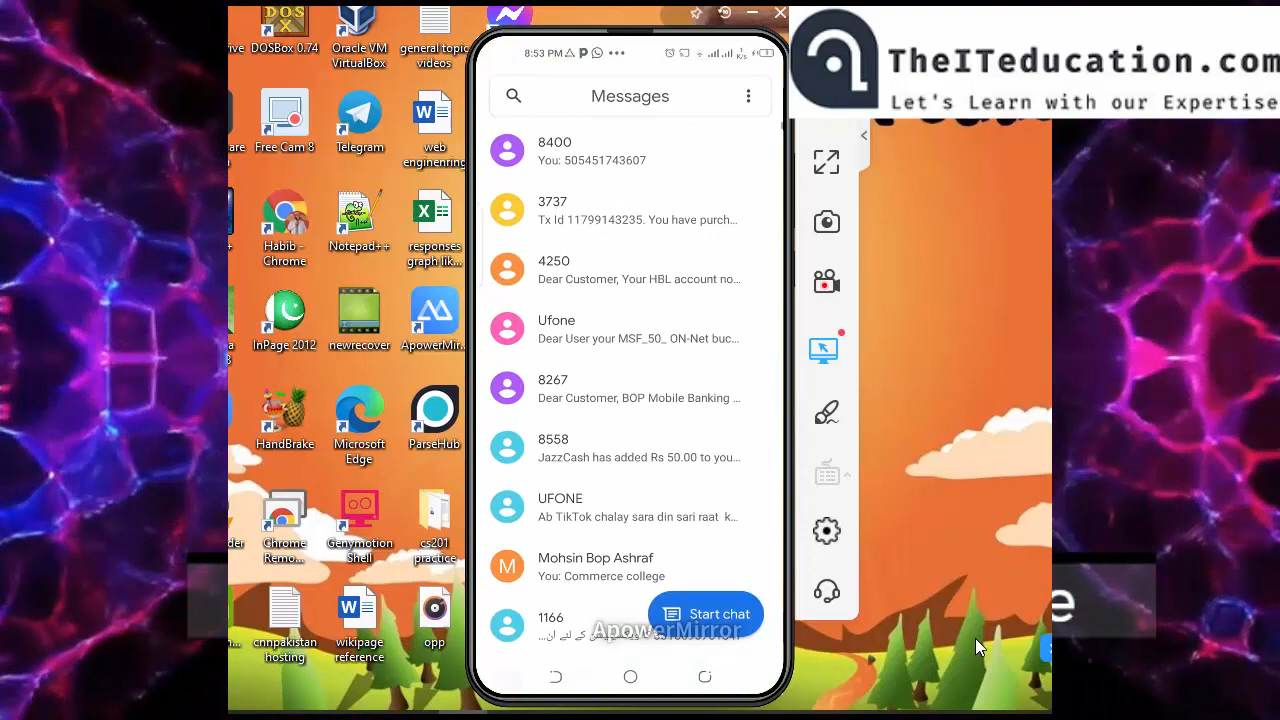 TheITeducation.com
Let's Learn with our Expertise
DOSBox 0.74
Oracle VM
VirtualBox
general topic
videos
Free Cam 8
Telegram
web
enginenring
Habib -
Chrome
Notepad++
responses
graph lik...
InPage 2012
newrecover
ApowerMir...
HandBrake
Microsoft
Edge
ParseHub
Chrome
Remo...
Genymotion
Shell
cs201
practice
cnnpakistan
hosting
wikipage
reference
opp
8:53 PM
Messages
8400
You: 505451743607
3737
Tx Id 11799143235. You have purch...
4250
Dear Customer, Your HBL account no...
Ufone
Dear User your MSF_50_ ON-Net buc...
8267
Dear Customer, BOP Mobile Banking ...
8558
JazzCash has added Rs 50.00 to you...
UFONE
Ab TikTok chalay sara din sari raat k...
M
Mohsin Bop Ashraf
You: Commerce college
1166
Start chat
ApowerMirror
e